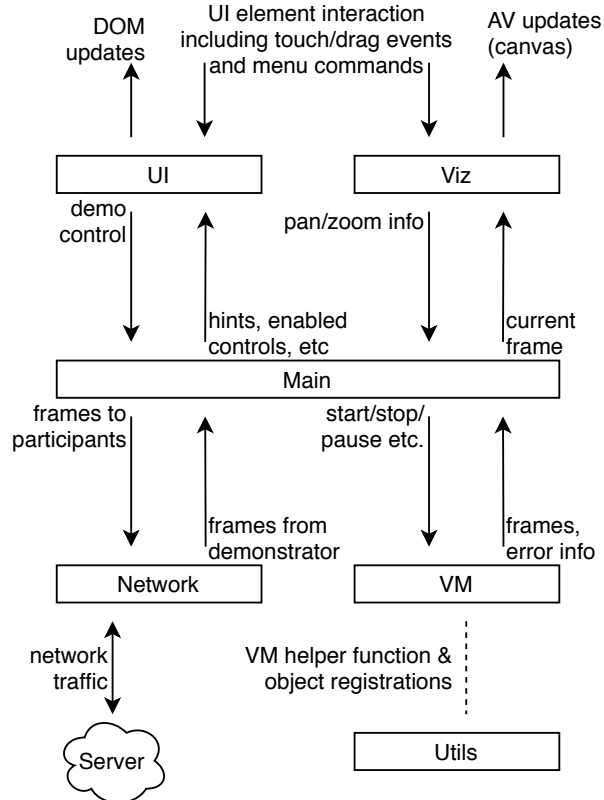 DOM
updates
UI element interaction
including touch/drag events
and menu commands
AV updates
(canvas)
UI
Viz
demo
control
pan/zoom info
hints, enabled
controls, etc
current
frame
Main
frames to
participants
start/stop/
pause etc.
frames from
demonstrator
frames,
error info
Network
VM
network
traffic
VM helper function &
object registrations
Server
Utils